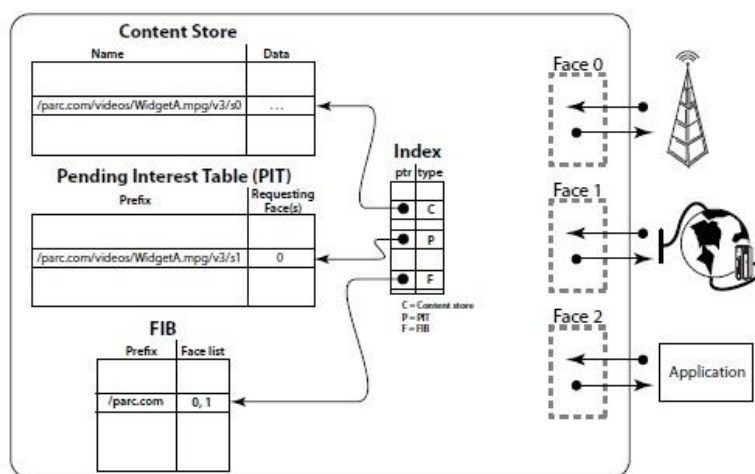 Content Store
Name Data
/parc.com/videos/WidgetA.mpg/v3/s0 ...
Pending Interest Table (PIT)
Prefix Requesting Face(s)
/parc.com/videos/WidgetA.mpg/v3/s1 0
FIB
Prefix Face list
/parc.com 0, 1
Index
ptr type
C
P
F
C = Content store
P = PIT
F = FIB
Face 0
Face 1
Face 2
Application